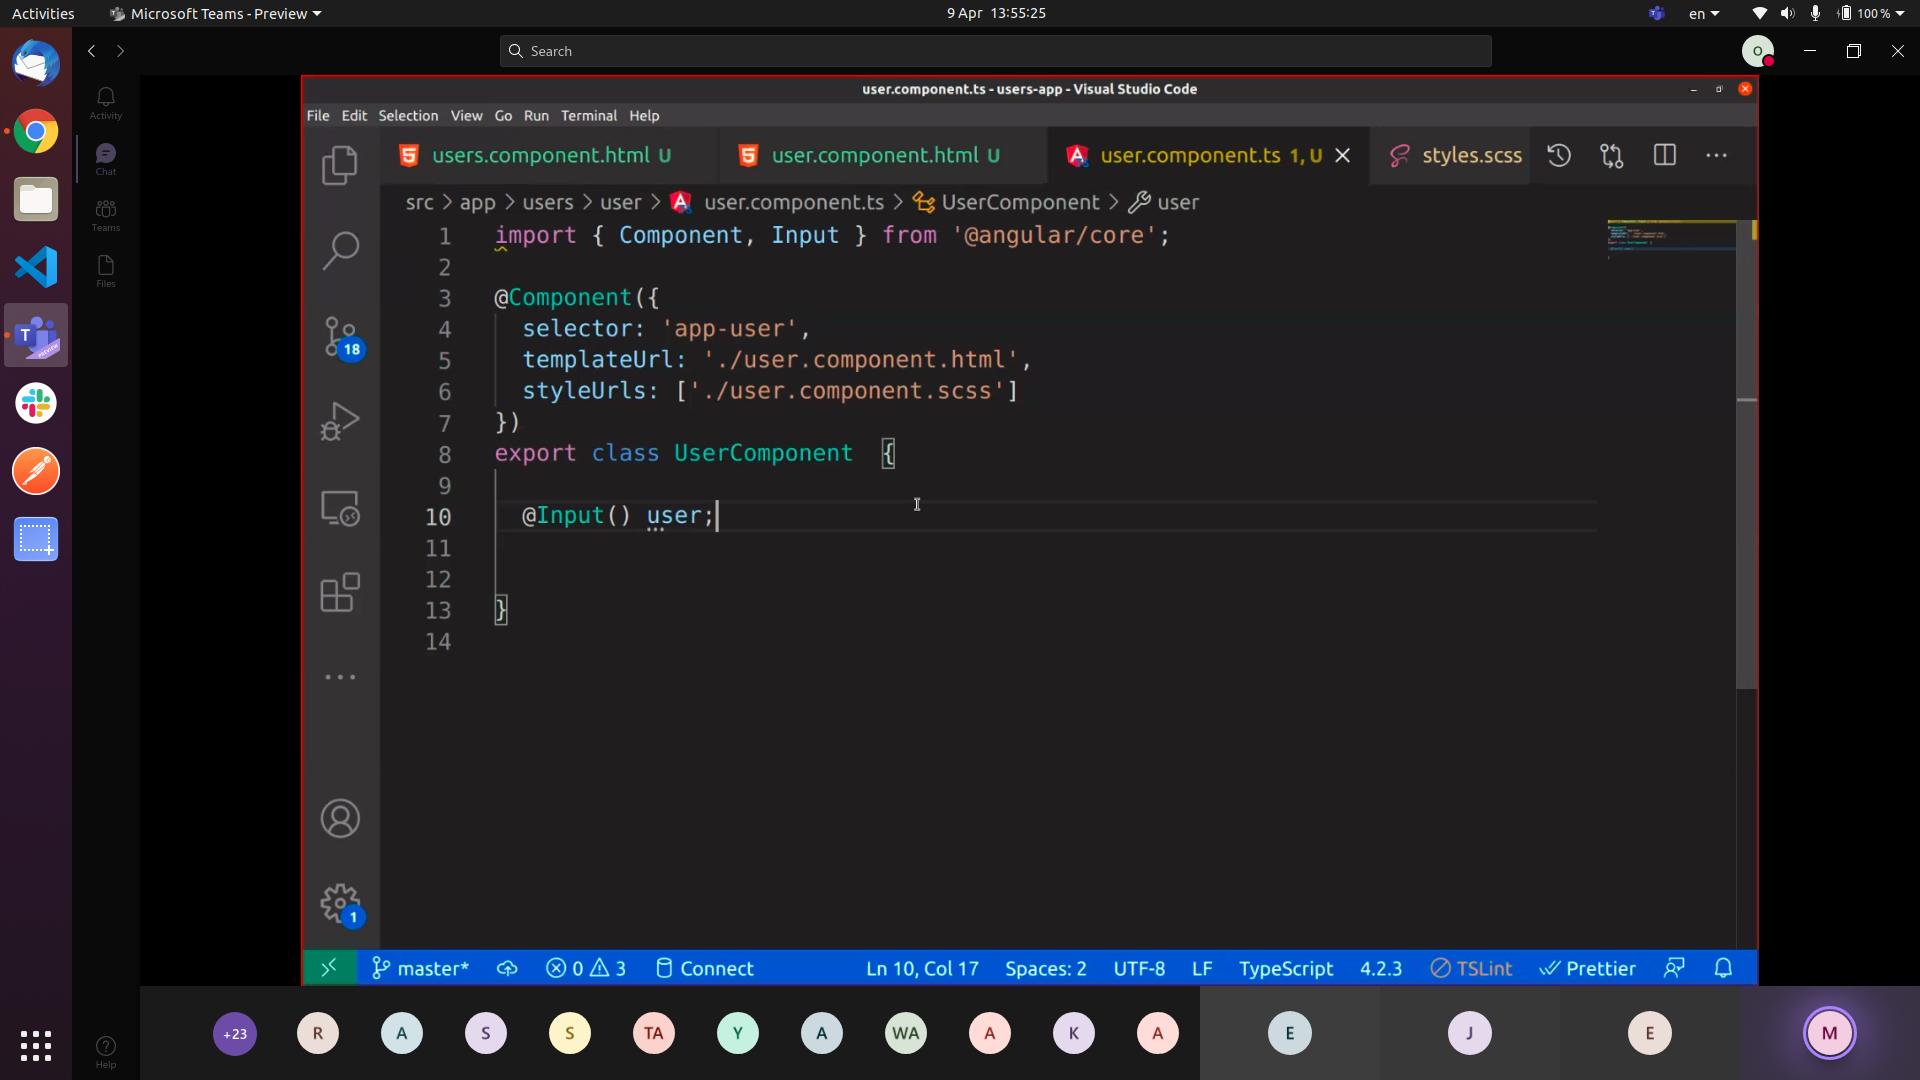 Activities Microsoft Teams - Preview 9 Apr 13:55:25 en 100 %
Search O
Activity
Chat
Teams
Files
Help
user.component.ts - users-app - Visual Studio Code
File Edit Selection View Go Run Terminal Help
users.component.html U user.component.html U user.component.ts 1, U styles.scss
src > app > users > user > user.component.ts > UserComponent > user
1 import { Component, Input } from '@angular/core';
2
3 @Component({
4 selector: 'app-user',
5 templateUrl: './user.component.html',
6 styleUrls: ['./user.component.scss']
7 })
8 export class UserComponent  {
9
10 @Input() user;
11
12
13 }
14
18
1
master* 0 3 Connect Ln 10, Col 17 Spaces: 2 UTF-8 LF TypeScript 4.2.3 TSLint Prettier
+23 R A S S TA Y A WA A K A E J E M